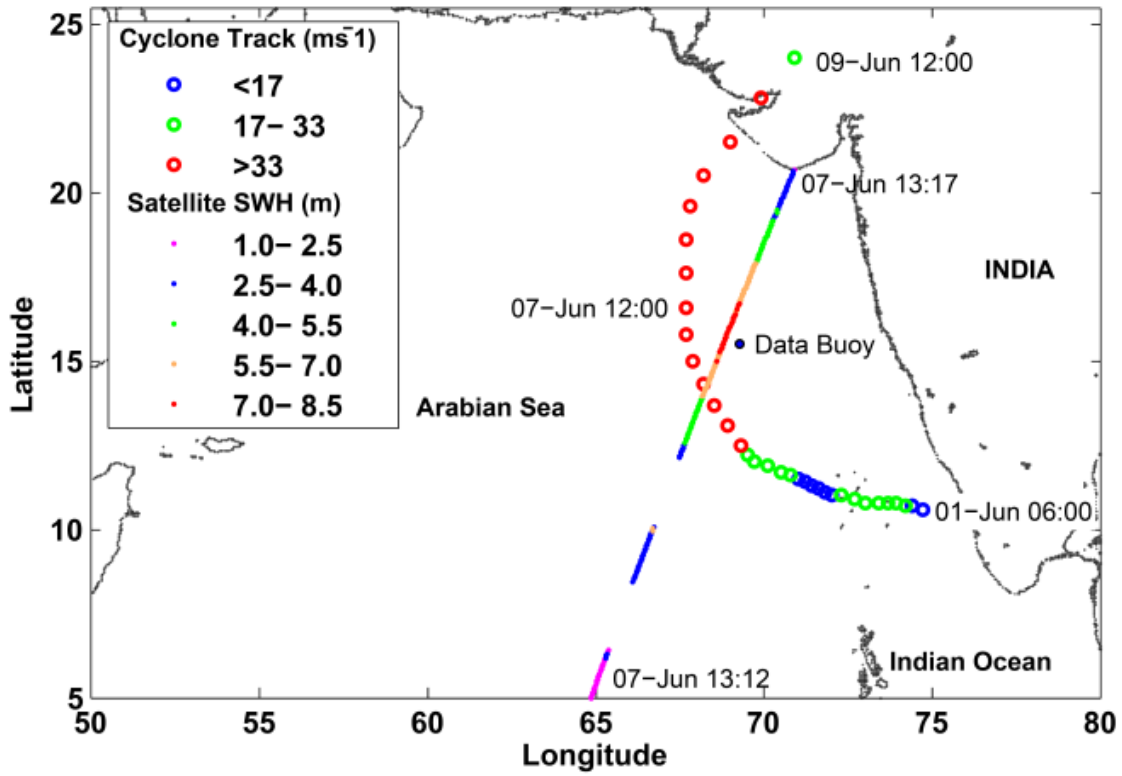 25
20
15
10
5
Latitude
Cyclone Track (ms‾1)
<17
17− 33
>33
Satellite SWH (m)
1.0− 2.5
2.5− 4.0
4.0− 5.5
5.5− 7.0
7.0− 8.5
09−Jun 12:00
07−Jun 13:17
INDIA
07−Jun 12:00
Data Buoy
Arabian Sea
01−Jun 06:00
Indian Ocean
07−Jun 13:12
50 55 60 65 70 75 80
Longitude